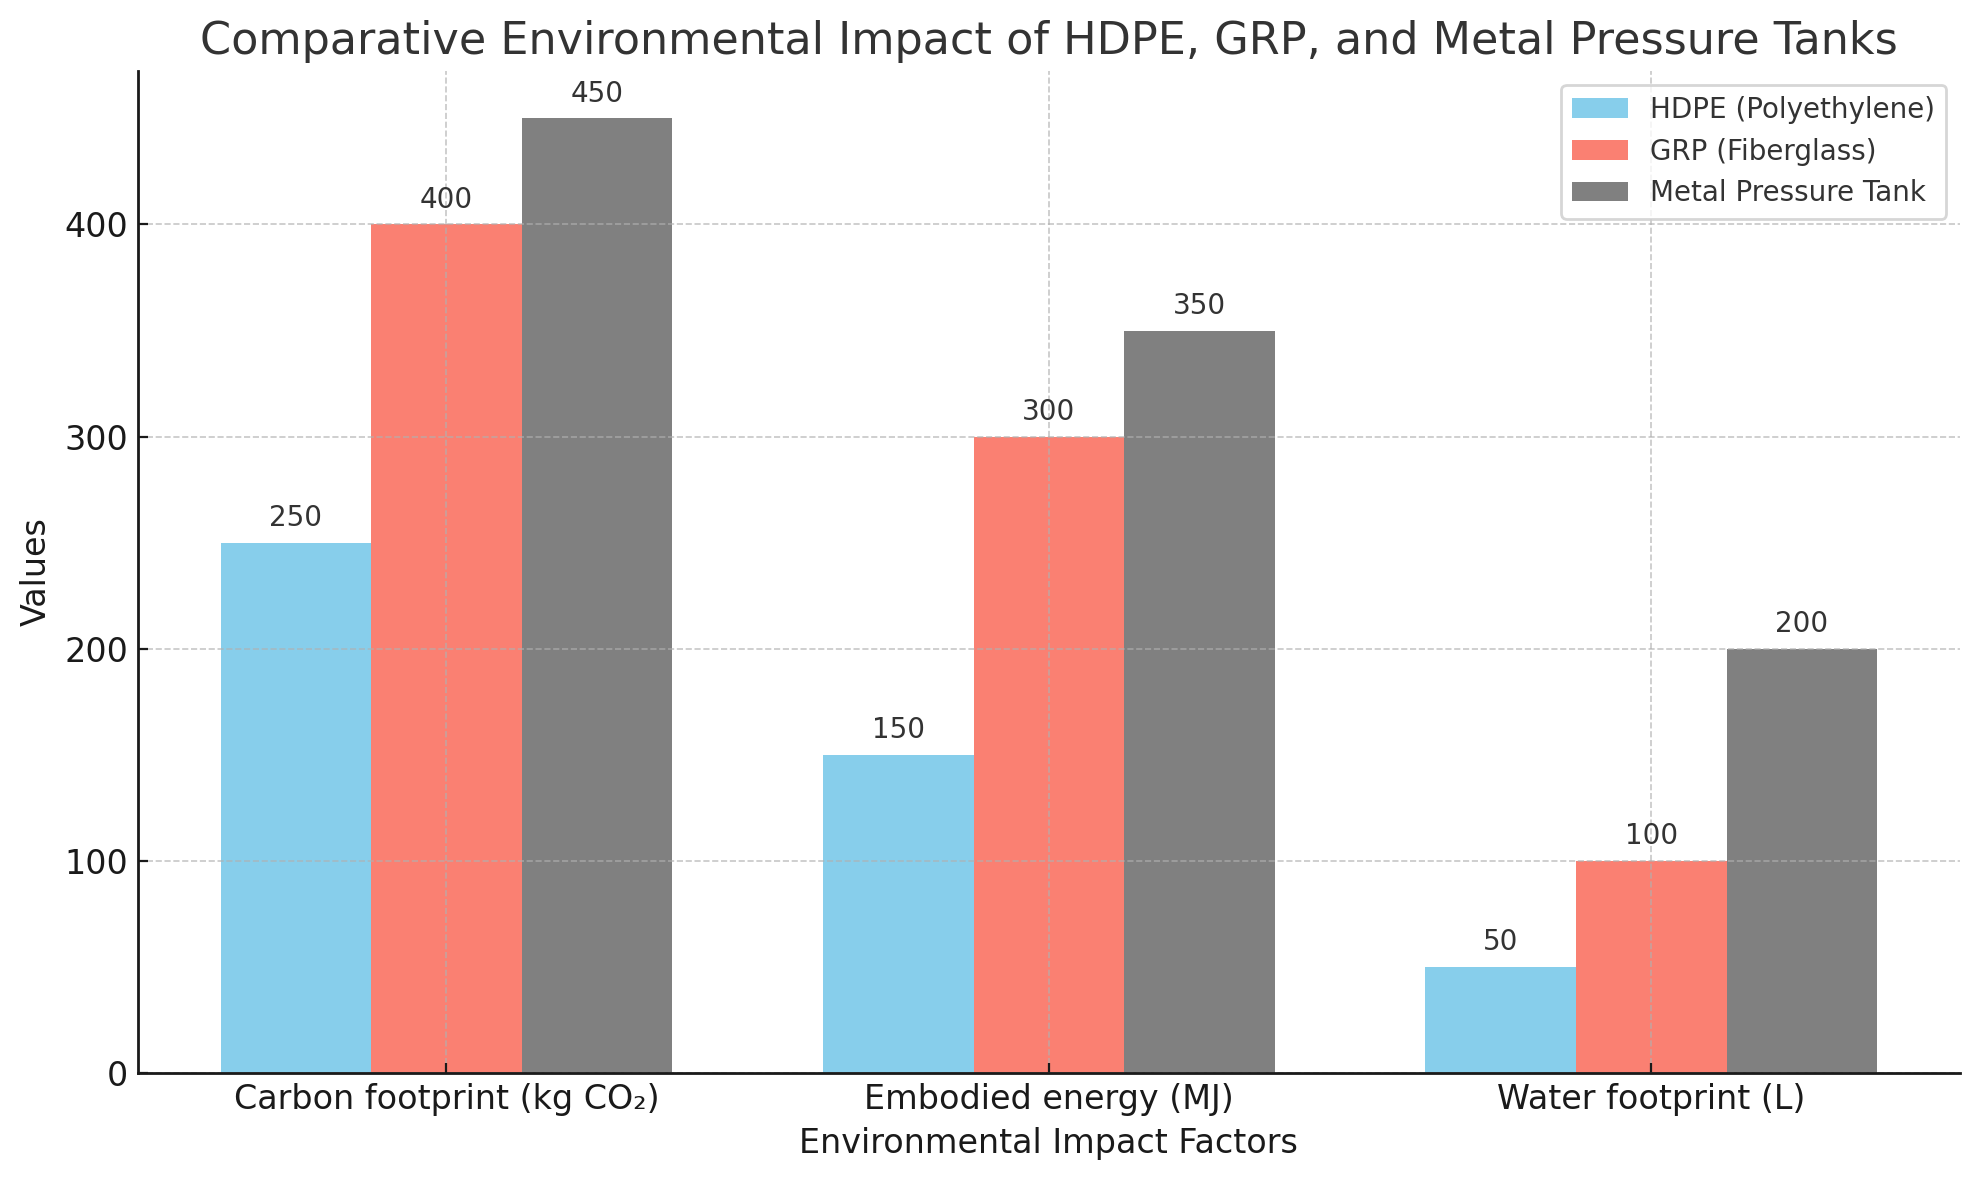 Comparative Environmental Impact of HDPE, GRP, and Metal Pressure Tanks
HDPE (Polyethylene)
GRP (Fiberglass)
Metal Pressure Tank
Values
400
300
200
100
0
250
400
450
150
300
350
50
100
200
Carbon footprint (kg CO₂)
Embodied energy (MJ)
Water footprint (L)
Environmental Impact Factors